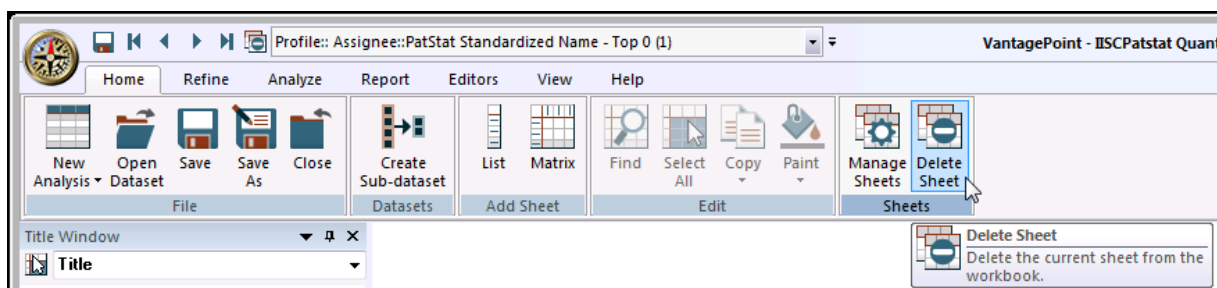 Profile:: Assignee::PatStat Standardized Name - Top 0 (1)
VantagePoint - IISCPatstat Quant
Home Refine Analyze Report Editors View Help
New Analysis Open Dataset Save Save As Close
Create Sub-dataset
List Matrix
Find Select All Copy Paint
Manage Sheets Delete Sheet
File Datasets Add Sheet Edit Sheets
Title Window
Title
Delete Sheet
Delete the current sheet from the
workbook.